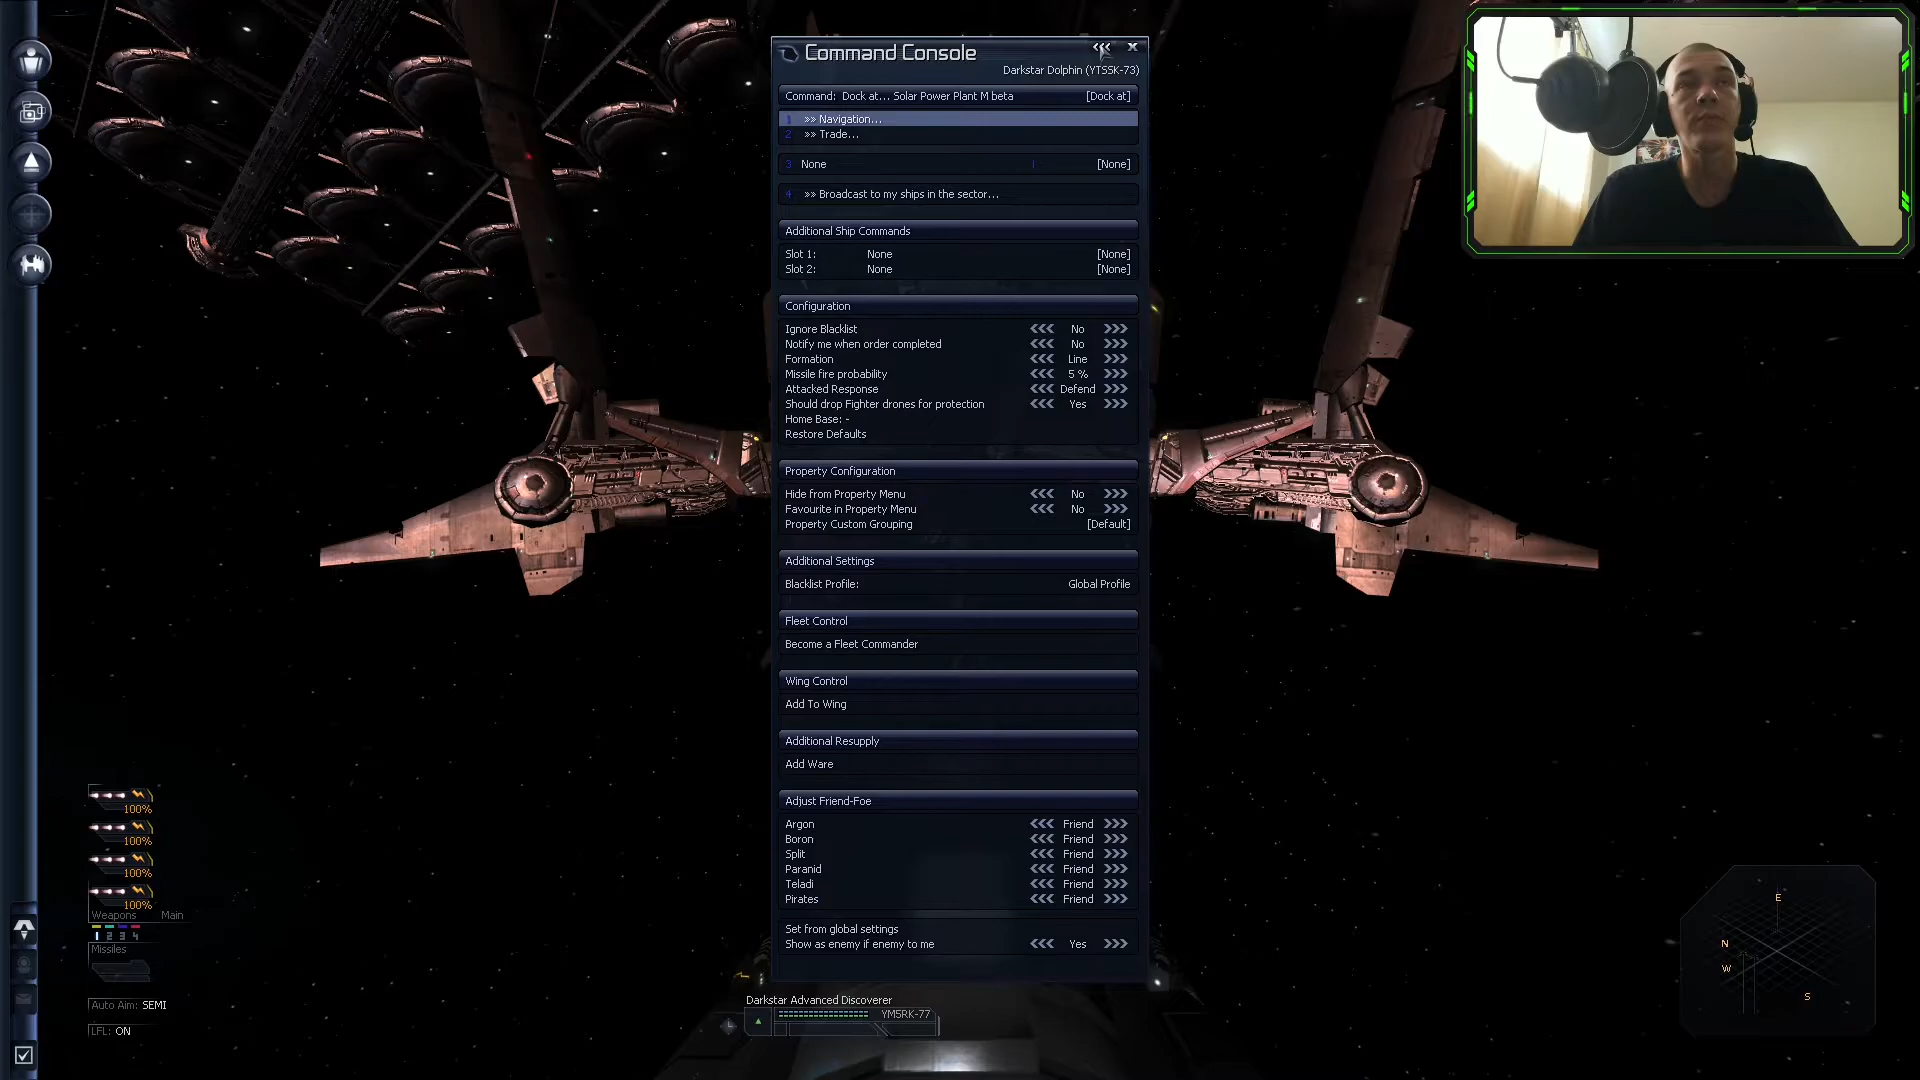 Command Console
Darkstar Dolphin (YTSSK-73)
Command: Dock at... Solar Power Plant M beta [Dock at]
1 >> Navigation...
2 >> Trade...
3 None [None]
4 >> Broadcast to my ships in the sector...
Additional Ship Commands
Slot 1: None [None]
Slot 2: None [None]
Configuration
Ignore Blacklist No
Notify me when order completed No
Formation Line
Missile fire probability 5 %
Attacked Response Defend
Should drop Fighter drones for protection Yes
Home Base: -
Restore Defaults
Property Configuration
Hide from Property Menu No
Favourite in Property Menu No
Property Custom Grouping [Default]
Additional Settings
Blacklist Profile: Global Profile
Fleet Control
Become a Fleet Commander
Wing Control
Add To Wing
Additional Resupply
Add Ware
Adjust Friend-Foe
Argon Friend
Boron Friend
Split Friend
Paranid Friend
Teladi Friend
Pirates Friend
Set from global settings
Show as enemy if enemy to me Yes
100%
100%
100%
100%
Weapons Main
1 2 3 4
Missiles
Auto Aim: SEMI
LFL: ON
Darkstar Advanced Discoverer
YM5RK-77
E
N
W
S